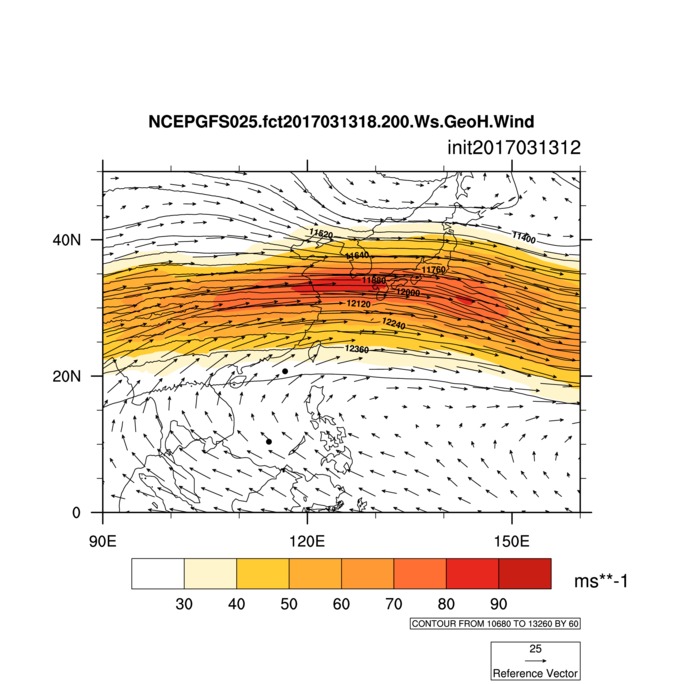 NCEPGFS025.fct2017031318.200.Ws.GeoH.Wind
init2017031312
11400
11520
11640
11760
11880
12000
12120
12240
12360
40N
20N
0
90E 120E 150E
30 40 50 60 70 80 90
ms**-1
CONTOUR FROM 10680 TO 13260 BY 60
25
Reference Vector